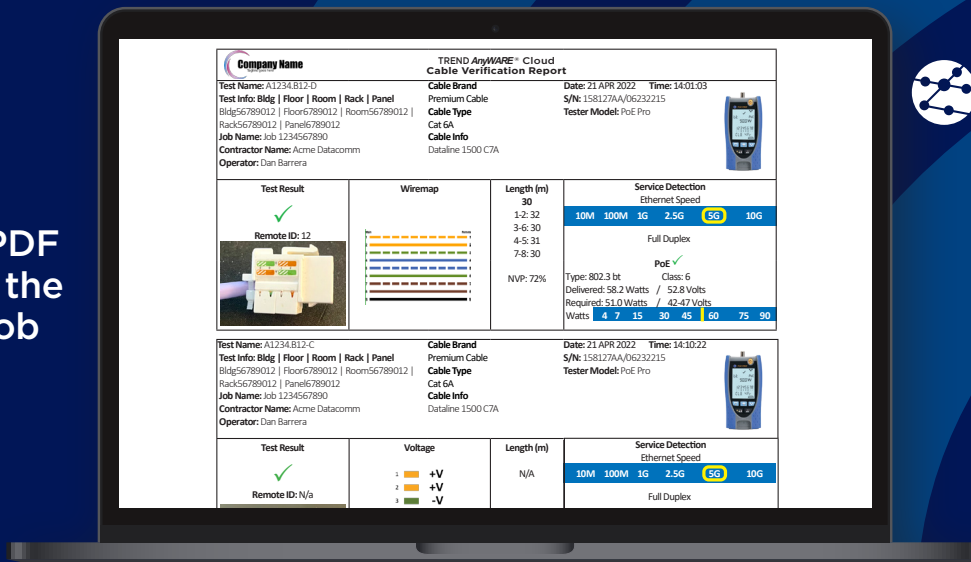 PDF
the
ob
Company Name
TREND AnyWARE® Cloud
Cable Verification Report
Test Name: A1234.B12-D
Test Info: Bldg | Floor | Room | Rack | Panel
Bldg56789012 | Floor6789012 | Room56789012 |
Rack56789012 | Panel6789012
Job Name: Job 1234567890
Contractor Name: Acme Datacomm
Operator: Dan Barrera
Cable Brand
Premium Cable
Cable Type
Cat 6A
Cable Info
Dataline 1500 C7A
Date: 21 APR 2022 Time: 14:01:03
S/N: 158127AA/06232215
Tester Model: PoE Pro
Test Result
Remote ID: 12
Wiremap
Length (m)
30
1-2: 32
3-6: 30
4-5: 31
7-8: 30
NVP: 72%
Service Detection
Ethernet Speed
10M 100M 1G 2.5G 5G 10G
Full Duplex
PoE ✓
Type: 802.3 bt Class: 6
Delivered: 58.2 Watts / 52.8 Volts
Required: 51.0 Watts / 42-47 Volts
Watts 4 7 15 30 45 60 75 90
Test Name: A1234.B12-C
Test Info: Bldg | Floor | Room | Rack | Panel
Bldg56789012 | Floor6789012 | Room56789012 |
Rack56789012 | Panel6789012
Job Name: Job 1234567890
Contractor Name: Acme Datacomm
Operator: Dan Barrera
Cable Brand
Premium Cable
Cable Type
Cat 6A
Cable Info
Dataline 1500 C7A
Date: 21 APR 2022 Time: 14:10:22
S/N: 158127AA/06232215
Tester Model: PoE Pro
Test Result
Remote ID: N/a
Voltage
1 +V
2 +V
3 -V
Length (m)
N/A
Service Detection
Ethernet Speed
10M 100M 1G 2.5G 5G 10G
Full Duplex